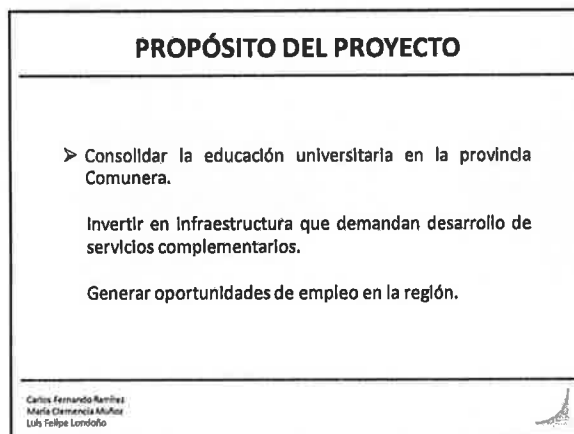 PROPÓSITO DEL PROYECTO
➢ Consolidar la educación universitaria en la provincia
Comunera.
Invertir en infraestructura que demandan desarrollo de
servicios complementarios.
Generar oportunidades de empleo en la región.
Carlos Fernando Ramírez
María Clemencia Muñoz
Luis Felipe Londoño